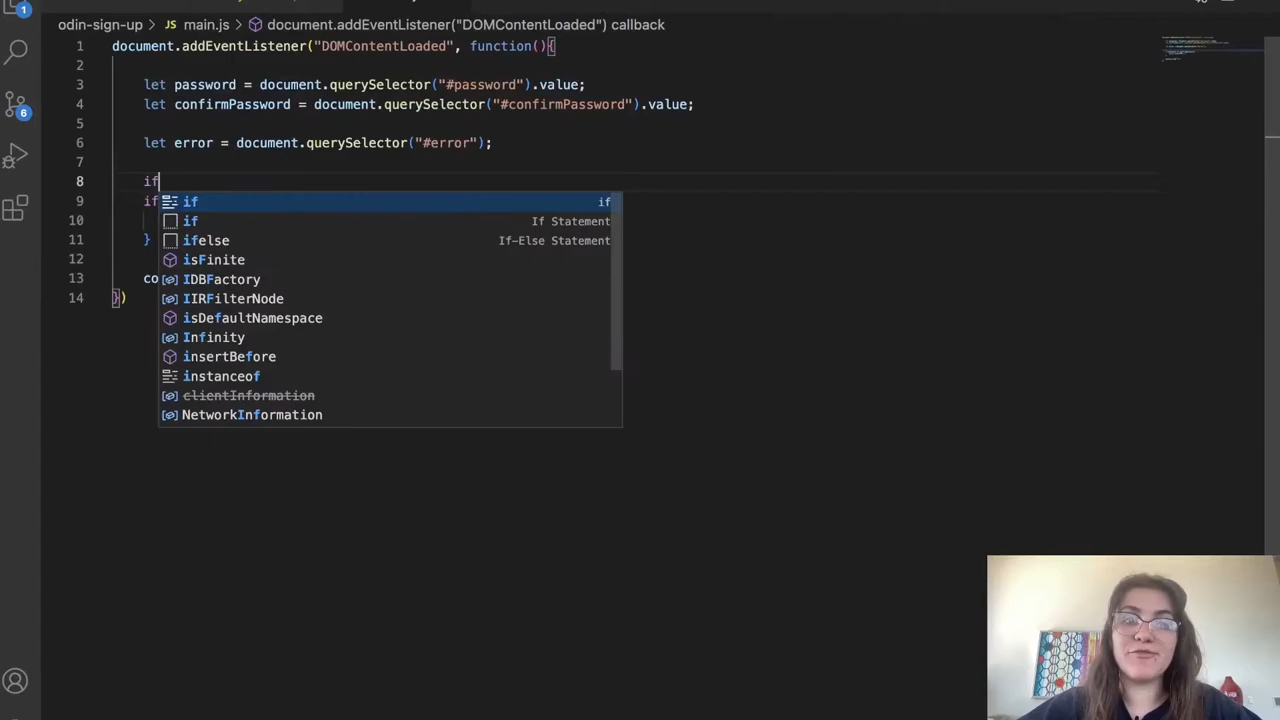 1
6
odin-sign-up > JS main.js > document.addEventListener("DOMContentLoaded") callback
1 document.addEventListener("DOMContentLoaded", function(){
2
3 let password = document.querySelector("#password").value;
4 let confirmPassword = document.querySelector("#confirmPassword").value;
5
6 let error = document.querySelector("#error");
7
8 if
9 if
10
11 }
12
13 co
14 })
if if
if If Statement
ifelse If-Else Statement
isFinite
IDBFactory
IIRFilterNode
isDefaultNamespace
Infinity
insertBefore
instanceof
clientInformation
NetworkInformation